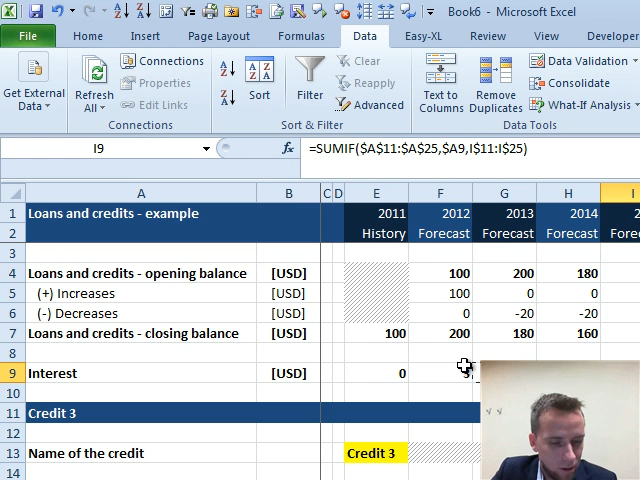 Book6 - Microsoft Excel
File Home Insert Page Layout Formulas Data Easy-XL Review View Developer
Get External Data
Refresh All
Connections
Properties
Edit Links
Connections
Sort
Filter
Clear
Reapply
Advanced
Sort & Filter
Text to Columns
Remove Duplicates
Data Validation
Consolidate
What-If Analysis
Data Tools
I9 fx =SUMIF($A$11:$A$25,$A9,I$11:I$25)
A B C D E F G H I
1 Loans and credits - example 2011 2012 2013 2014
2 History Forecast Forecast Forecast
3
4 Loans and credits - opening balance [USD] 100 200 180
5 (+) Increases [USD] 100 0 0
6 (-) Decreases [USD] 0 -20 -20
7 Loans and credits - closing balance [USD] 100 200 180 160
8
9 Interest [USD] 0
10
11 Credit 3
12
13 Name of the credit Credit 3
14